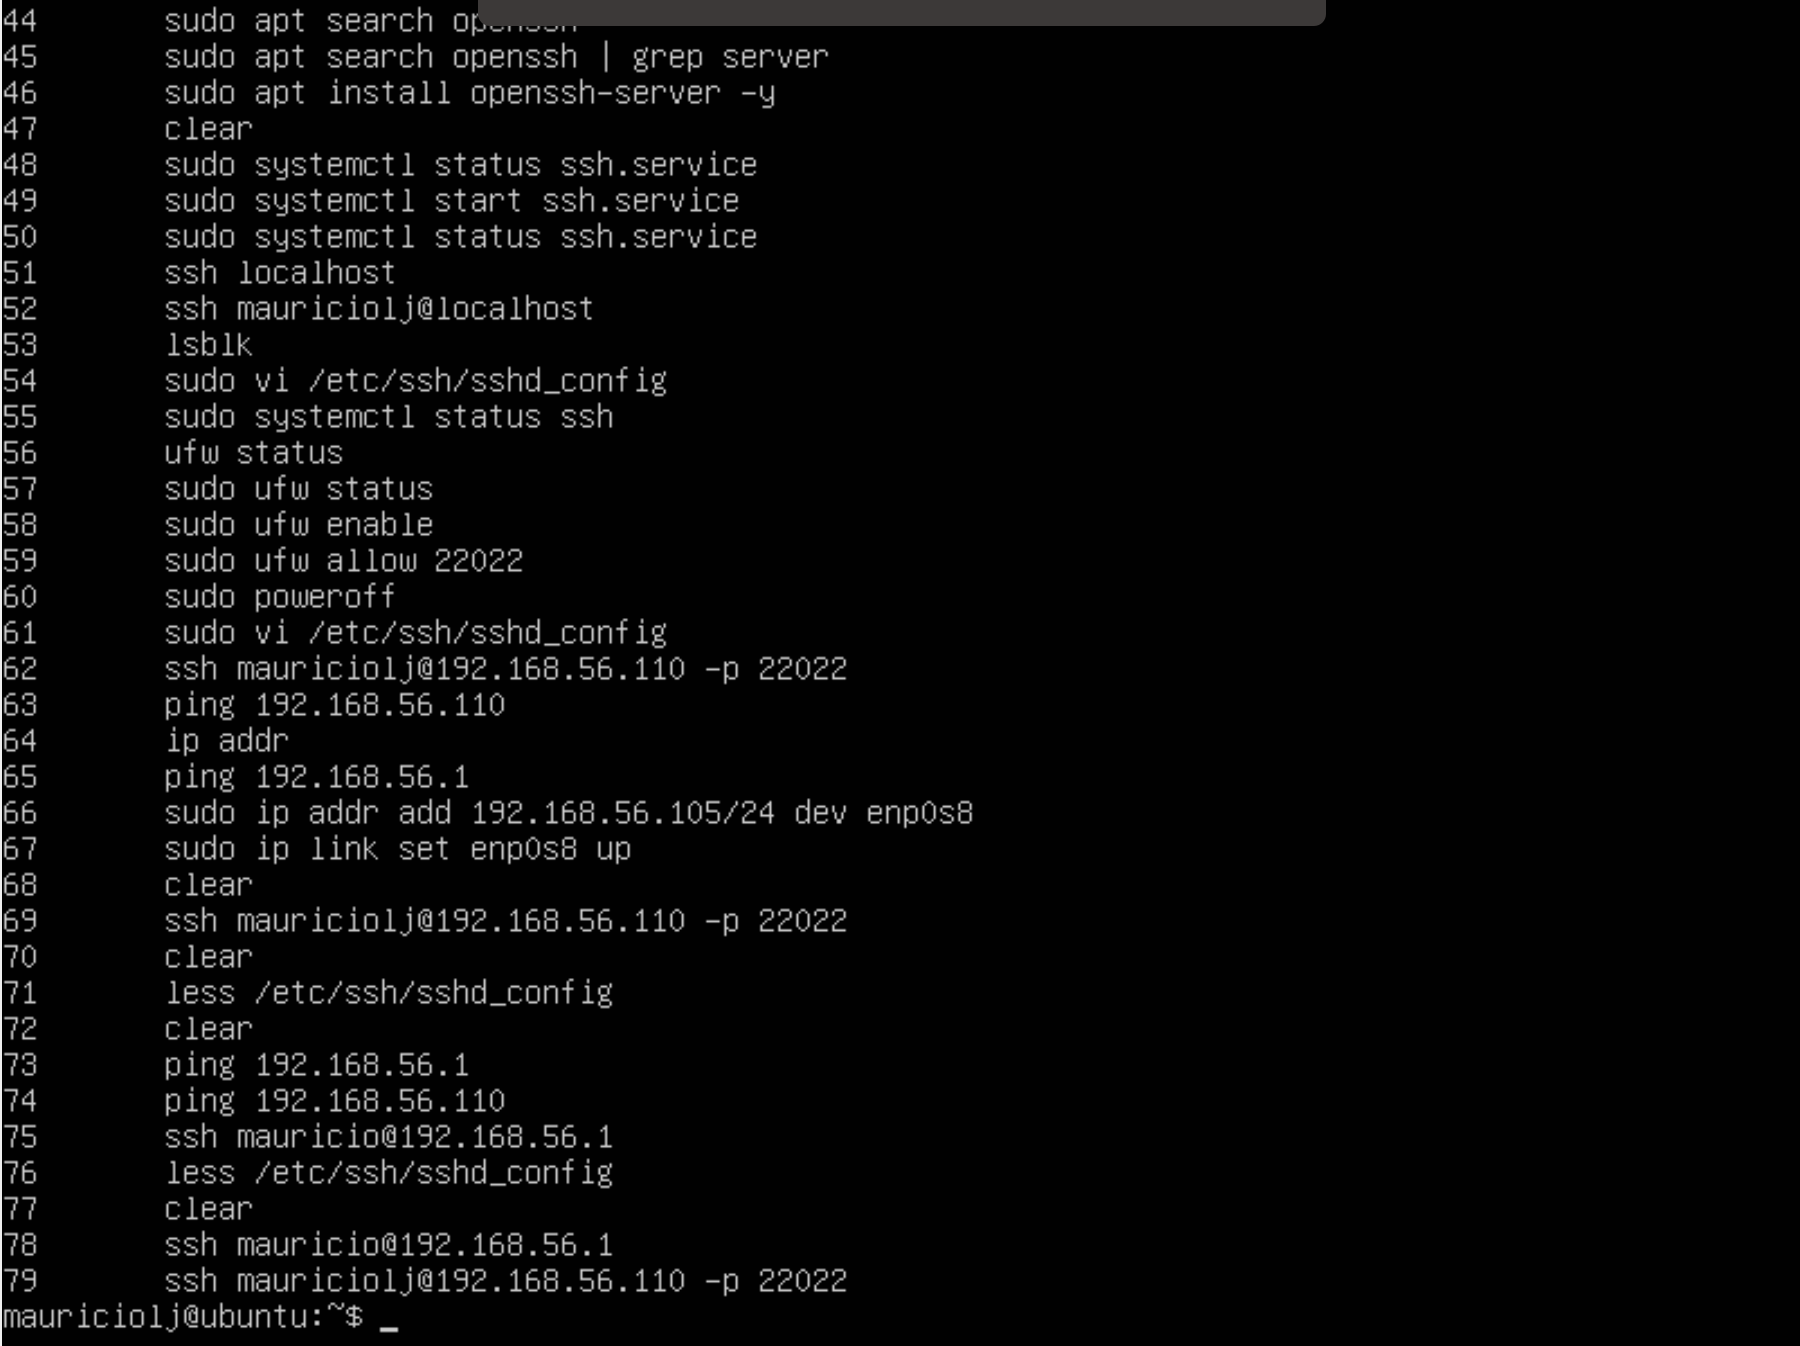 44 sudo apt search openssh
45 sudo apt search openssh | grep server
46 sudo apt install openssh-server -y
47 clear
48 sudo systemctl status ssh.service
49 sudo systemctl start ssh.service
50 sudo systemctl status ssh.service
51 ssh localhost
52 ssh mauriciolj@localhost
53 lsblk
54 sudo vi /etc/ssh/sshd_config
55 sudo systemctl status ssh
56 ufw status
57 sudo ufw status
58 sudo ufw enable
59 sudo ufw allow 22022
60 sudo poweroff
61 sudo vi /etc/ssh/sshd_config
62 ssh mauriciolj@192.168.56.110 -p 22022
63 ping 192.168.56.110
64 ip addr
65 ping 192.168.56.1
66 sudo ip addr add 192.168.56.105/24 dev enp0s8
67 sudo ip link set enp0s8 up
68 clear
69 ssh mauriciolj@192.168.56.110 -p 22022
70 clear
71 less /etc/ssh/sshd_config
72 clear
73 ping 192.168.56.1
74 ping 192.168.56.110
75 ssh mauricio@192.168.56.1
76 less /etc/ssh/sshd_config
77 clear
78 ssh mauricio@192.168.56.1
79 ssh mauriciolj@192.168.56.110 -p 22022
mauriciolj@ubuntu:~$ _